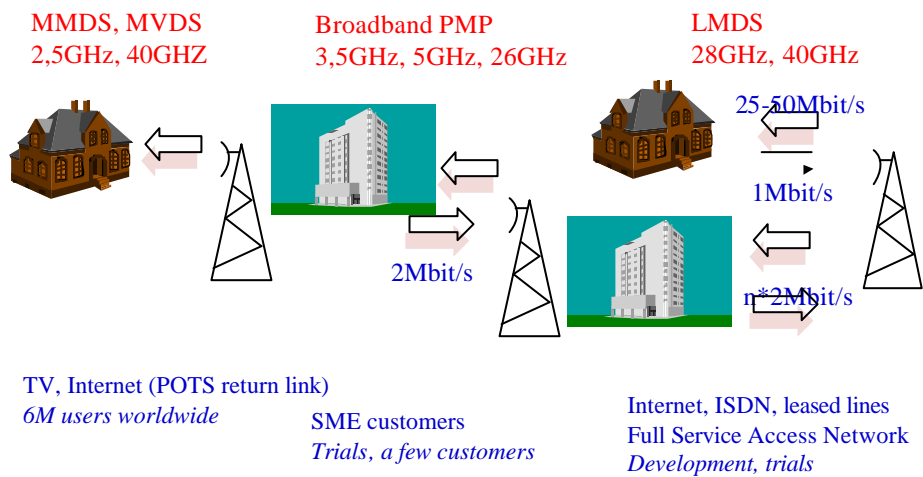 MMDS, MVDS
2,5GHz, 40GHZ
Broadband PMP
3,5GHz, 5GHz, 26GHz
LMDS
28GHz, 40GHz
25-50Mbit/s
1Mbit/s
2Mbit/s
n*2Mbit/s
TV, Internet (POTS return link)
6M users worldwide
SME customers
Trials, a few customers
Internet, ISDN, leased lines
Full Service Access Network
Development, trials